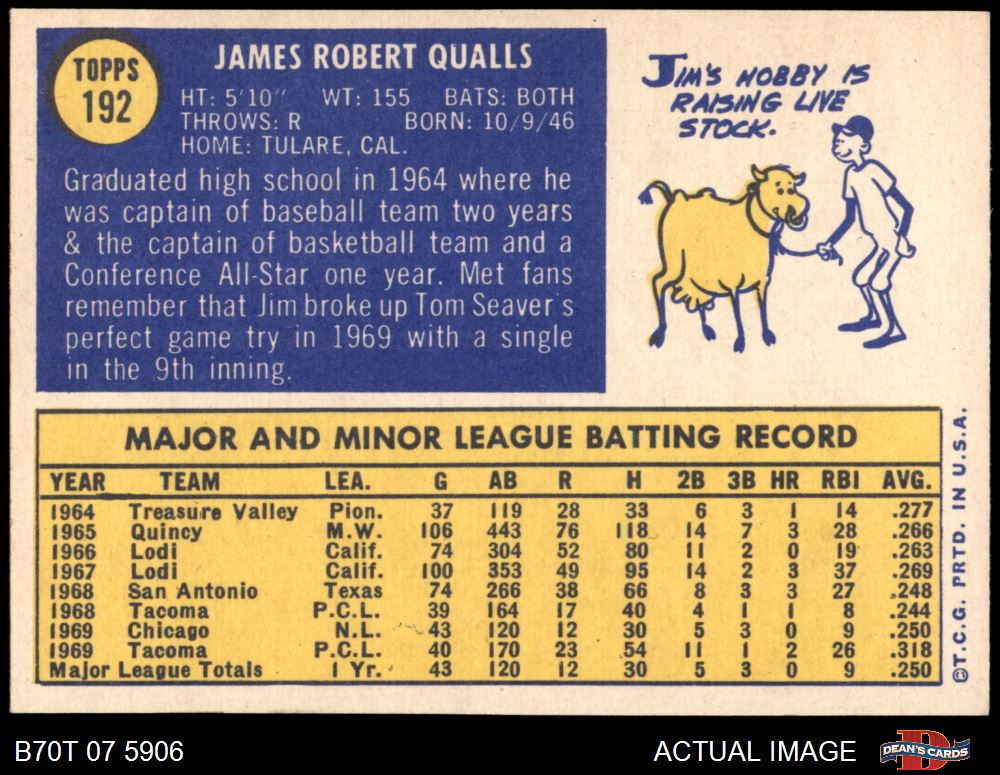 TOPPS
192
JAMES ROBERT QUALLS
HT: 5'10" WT: 155 BATS: BOTH
THROWS: R BORN: 10/9/46
HOME: TULARE, CAL.
Graduated high school in 1964 where he
was captain of baseball team two years
& the captain of basketball team and a
Conference All-Star one year. Met fans
remember that Jim broke up Tom Seaver's
perfect game try in 1969 with a single
in the 9th inning.
JIM'S HOBBY IS
RAISING LIVE
STOCK.
MAJOR AND MINOR LEAGUE BATTING RECORD
YEAR TEAM LEA. G AB R H 2B 3B HR RBI AVG.
1964 Treasure Valley Pion. 37 119 28 33 6 3 1 14 .277
1965 Quincy M.W. 106 443 76 118 14 7 3 28 .266
1966 Lodi Calif. 74 304 52 80 11 2 0 19 .263
1967 Lodi Calif. 100 353 49 95 14 2 3 37 .269
1968 San Antonio Texas 74 266 38 66 8 3 3 27 .248
1968 Tacoma P.C.L. 39 164 17 40 4 1 1 8 .244
1969 Chicago N.L. 43 120 12 30 5 3 0 9 .250
1969 Tacoma P.C.L. 40 170 23 54 11 1 2 26 .318
Major League Totals 1 Yr. 43 120 12 30 5 3 0 9 .250
©T.C.G. PRTD. IN U.S.A.
B70T 07 5906
ACTUAL IMAGE
DEAN'S CARDS